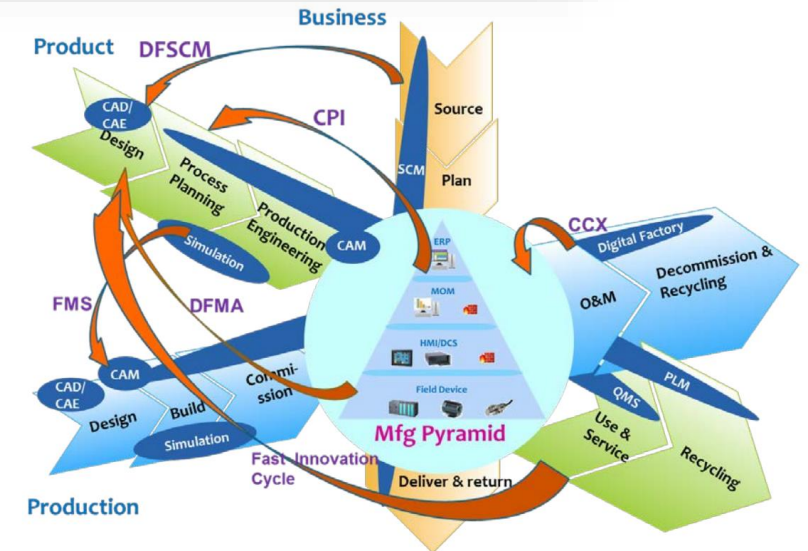 Business
Product
DFSCM
CAD/
CAE
Design
Process
Planning
Production
Engineering
CAM
Simulation
CPI
Source
SCM
Plan
CCX
Digital Factory
Decommission &
Recycling
O&M
ERP
MOM
HMI/DCS
Field Device
Mfg Pyramid
FMS
DFMA
CAM
CAD/
CAE
Design
Build
Commi-
ssion
Simulation
PLM
QMS
Use &
Service
Recycling
Fast-Innovation
Cycle
Deliver & return
Production